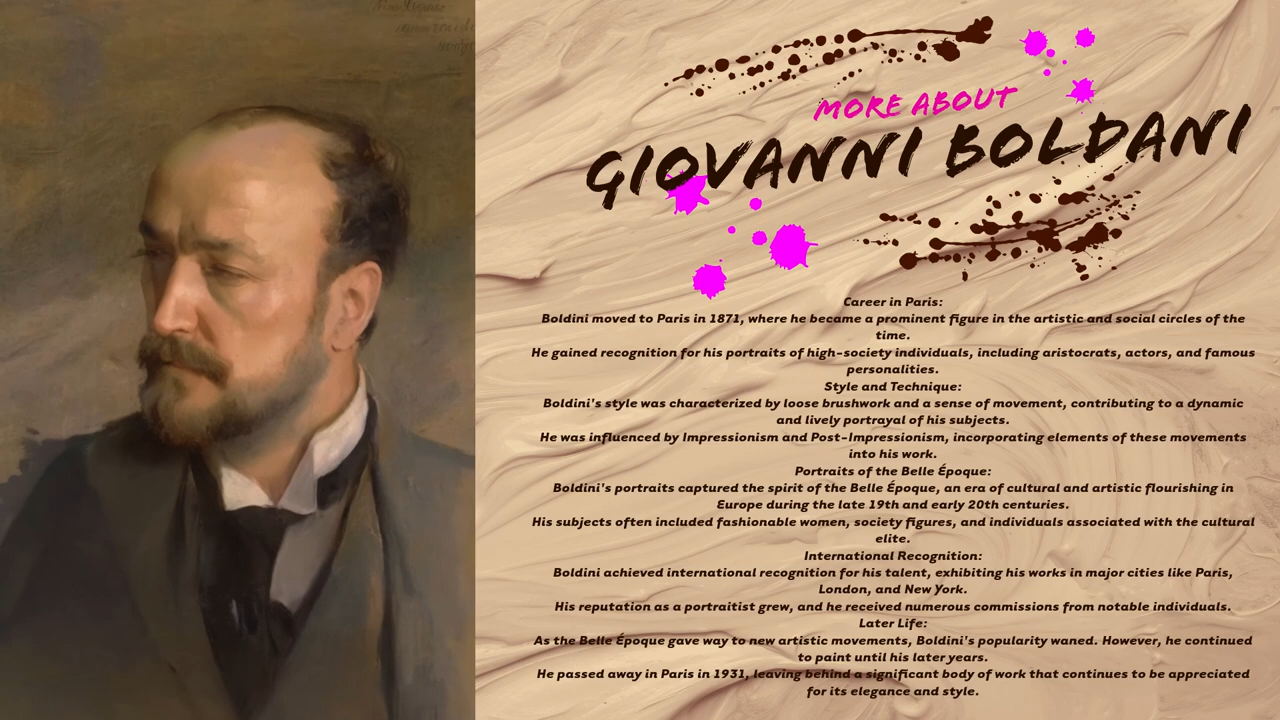 MORE ABOUT
GIOVANNI BOLDANI
Career in Paris:
Boldini moved to Paris in 1871, where he became a prominent figure in the artistic and social circles of the
time.
He gained recognition for his portraits of high-society individuals, including aristocrats, actors, and famous
personalities.
Style and Technique:
Boldini's style was characterized by loose brushwork and a sense of movement, contributing to a dynamic
and lively portrayal of his subjects.
He was influenced by Impressionism and Post-Impressionism, incorporating elements of these movements
into his work.
Portraits of the Belle Époque:
Boldini's portraits captured the spirit of the Belle Époque, an era of cultural and artistic flourishing in
Europe during the late 19th and early 20th centuries.
His subjects often included fashionable women, society figures, and individuals associated with the cultural
elite.
International Recognition:
Boldini achieved international recognition for his talent, exhibiting his works in major cities like Paris,
London, and New York.
His reputation as a portraitist grew, and he received numerous commissions from notable individuals.
Later Life:
As the Belle Époque gave way to new artistic movements, Boldini's popularity waned. However, he continued
to paint until his later years.
He passed away in Paris in 1931, leaving behind a significant body of work that continues to be appreciated
for its elegance and style.